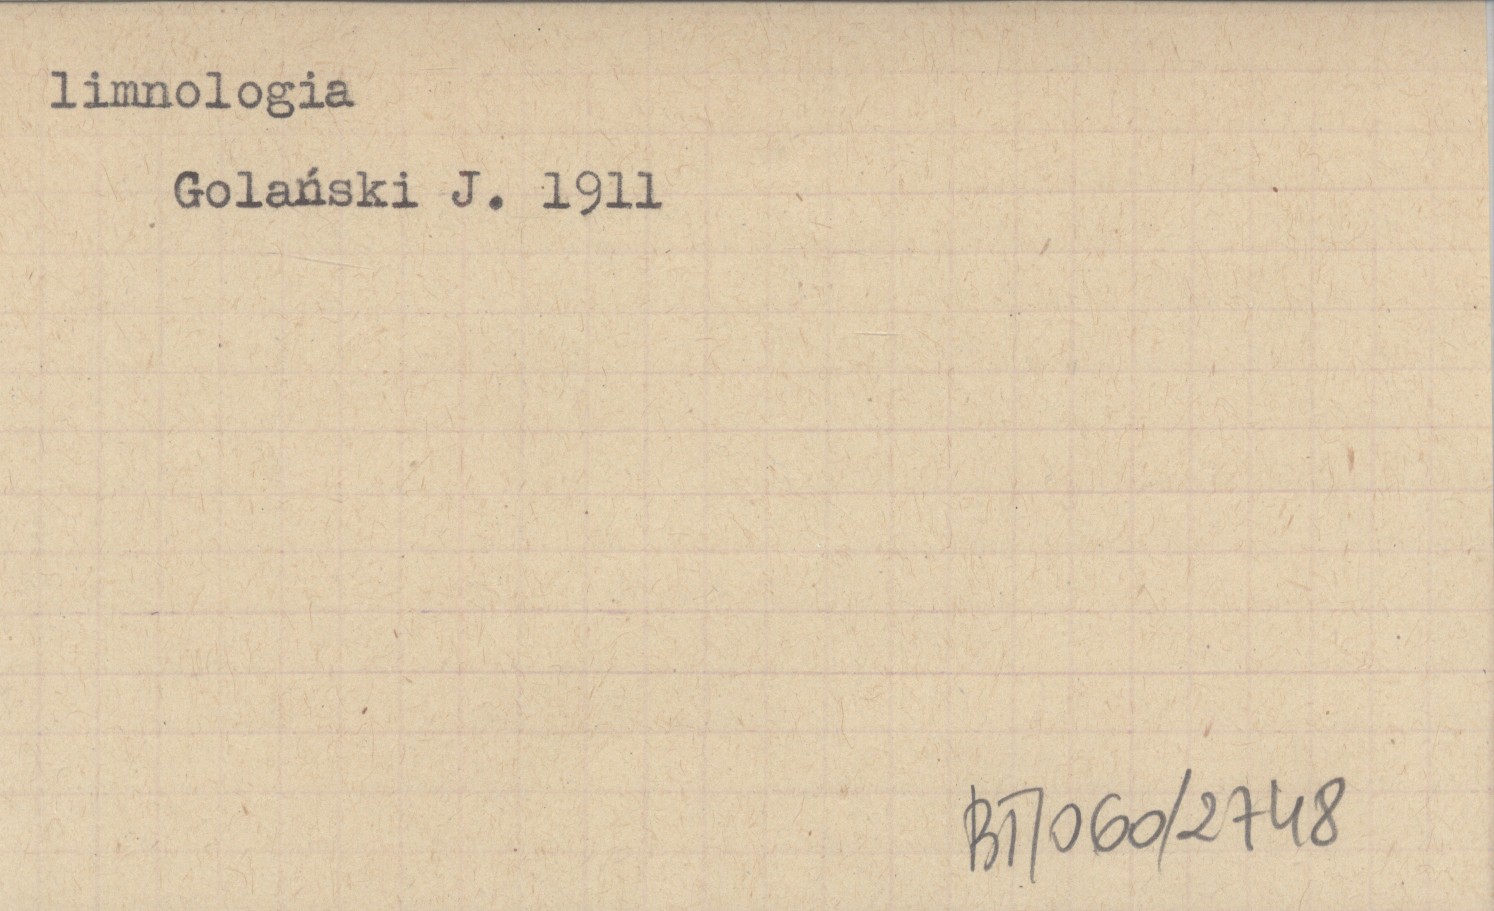 limnologia
Golański J. 1911
BT/060/2748